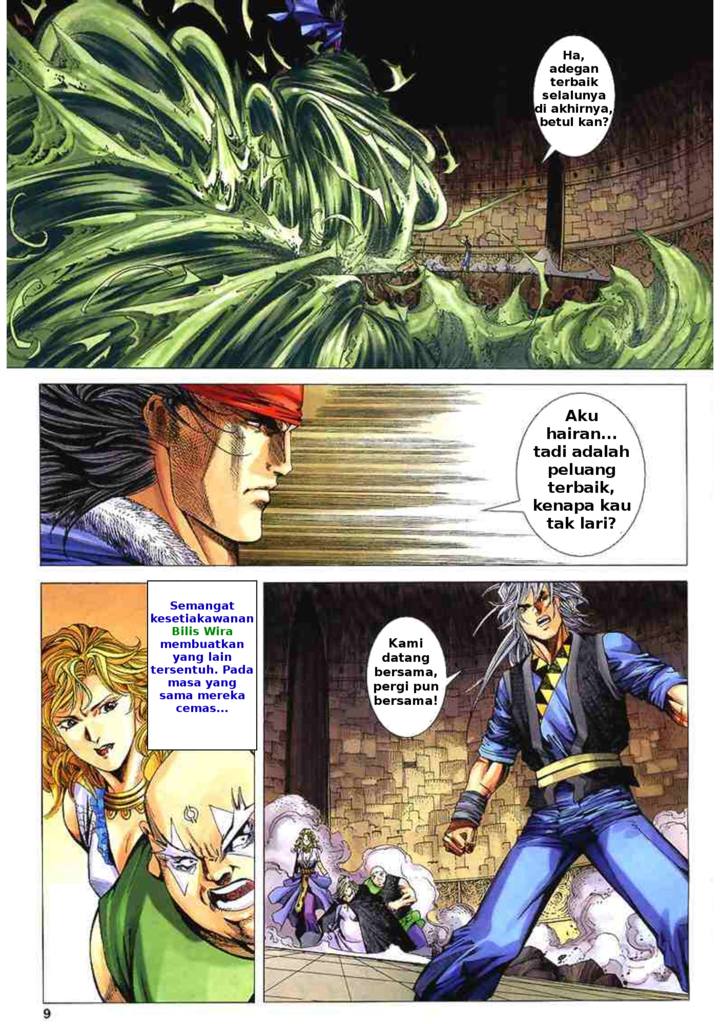 Ha,
adegan
terbaik
selalunya
di akhirnya,
betul kan?
Aku
hairan...
tadi adalah
peluang
terbaik,
kenapa kau
tak lari?
Semangat
kesetiakawanan
Bilis Wira
membuatkan
yang lain
tersentuh. Pada
masa yang
sama mereka
cemas...
Kami
datang
bersama,
pergi pun
bersama!
9